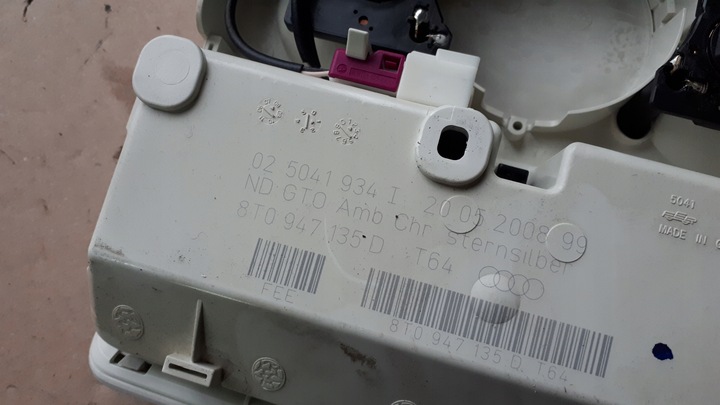 02 5041 934 I 20 05 2008 99
ND GTO Amb Chr sternsilber
8T0 947 135 D T64
FEE
8T0 947 135 D T64
5041
MADE IN